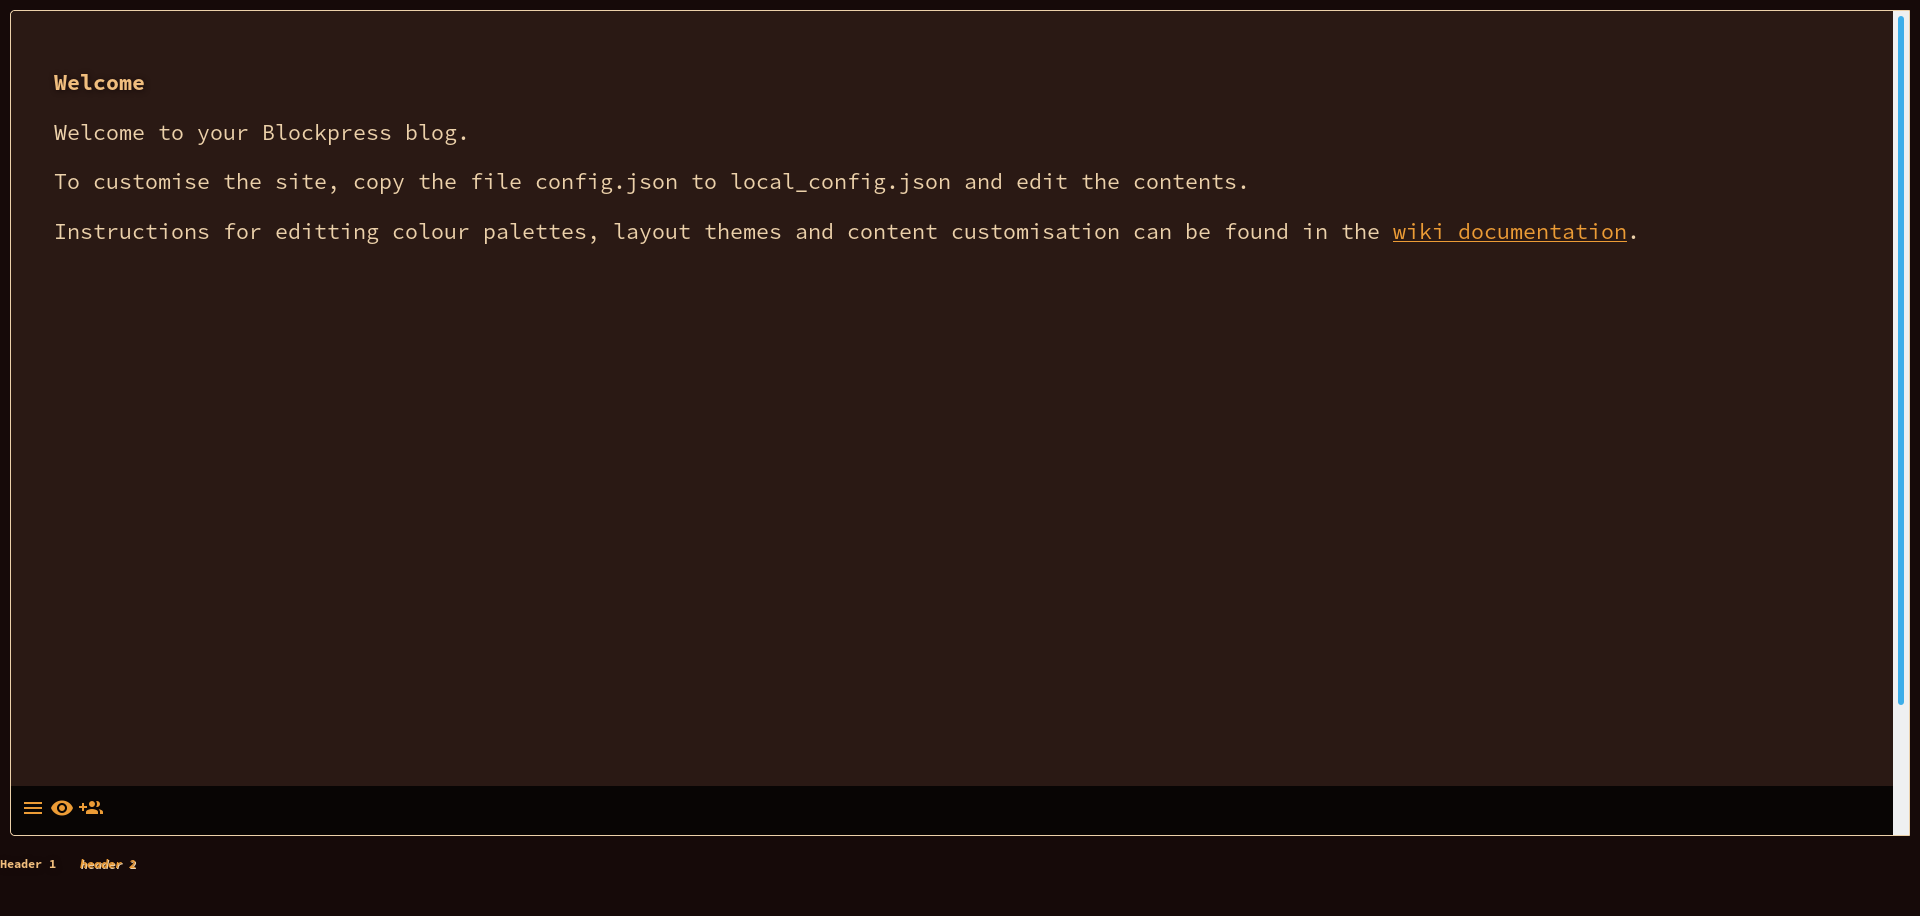 Welcome
Welcome to your Blockpress blog.
To customise the site, copy the file config.json to local_config.json and edit the contents.
Instructions for editting colour palettes, layout themes and content customisation can be found in the wiki documentation.
Header 1 header 2